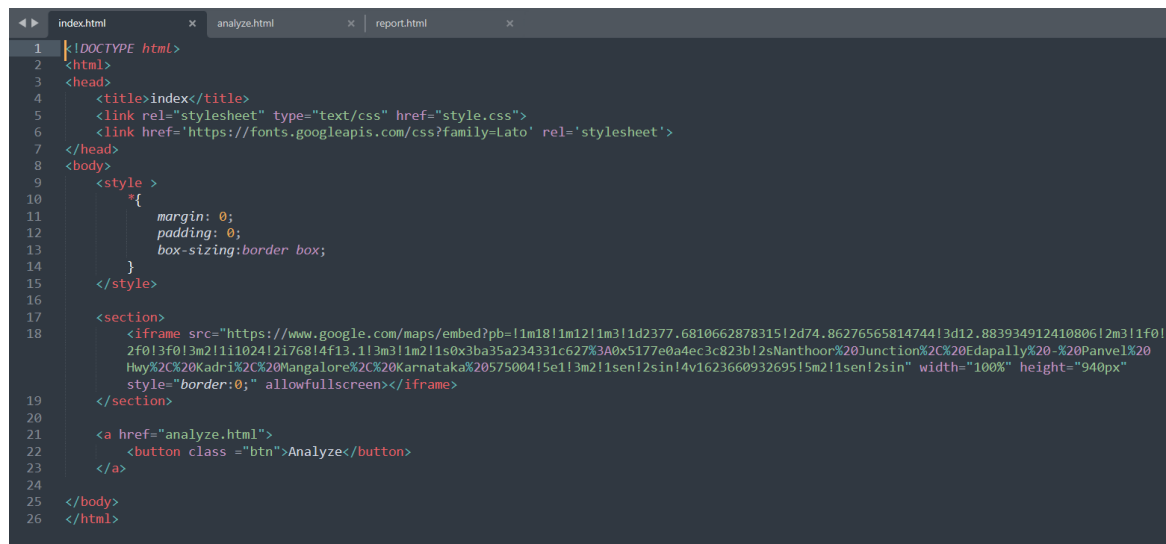 index.html × analyze.html × report.html ×
1 <!DOCTYPE html>
2 <html>
3 <head>
4 <title>index</title>
5 <link rel="stylesheet" type="text/css" href="style.css">
6 <link href='https://fonts.googleapis.com/css?family=Lato' rel='stylesheet'>
7 </head>
8 <body>
9 <style >
10 *{
11 margin: 0;
12 padding: 0;
13 box-sizing:border box;
14 }
15 </style>
16
17 <section>
18 <iframe src="https://www.google.com/maps/embed?pb=!1m18!1m12!1m3!1d2377.6810662878315!2d74.86276565814744!3d12.883934912410806!2m3!1f0!
2f0!3f0!3m2!1i1024!2i768!4f13.1!3m3!1m2!1s0x3ba35a234331c627%3A0x5177e0a4ec3c823b!2sNanthoor%20Junction%2C%20Edapally%20-%20Panvel%20
Hwy%2C%20Kadri%2C%20Mangalore%2C%20Karnataka%20575004!5e1!3m2!1sen!2sin!4v1623660932695!5m2!1sen!2sin" width="100%" height="940px"
style="border:0;" allowfullscreen></iframe>
19 </section>
20
21 <a href="analyze.html">
22 <button class ="btn">Analyze</button>
23 </a>
24
25 </body>
26 </html>